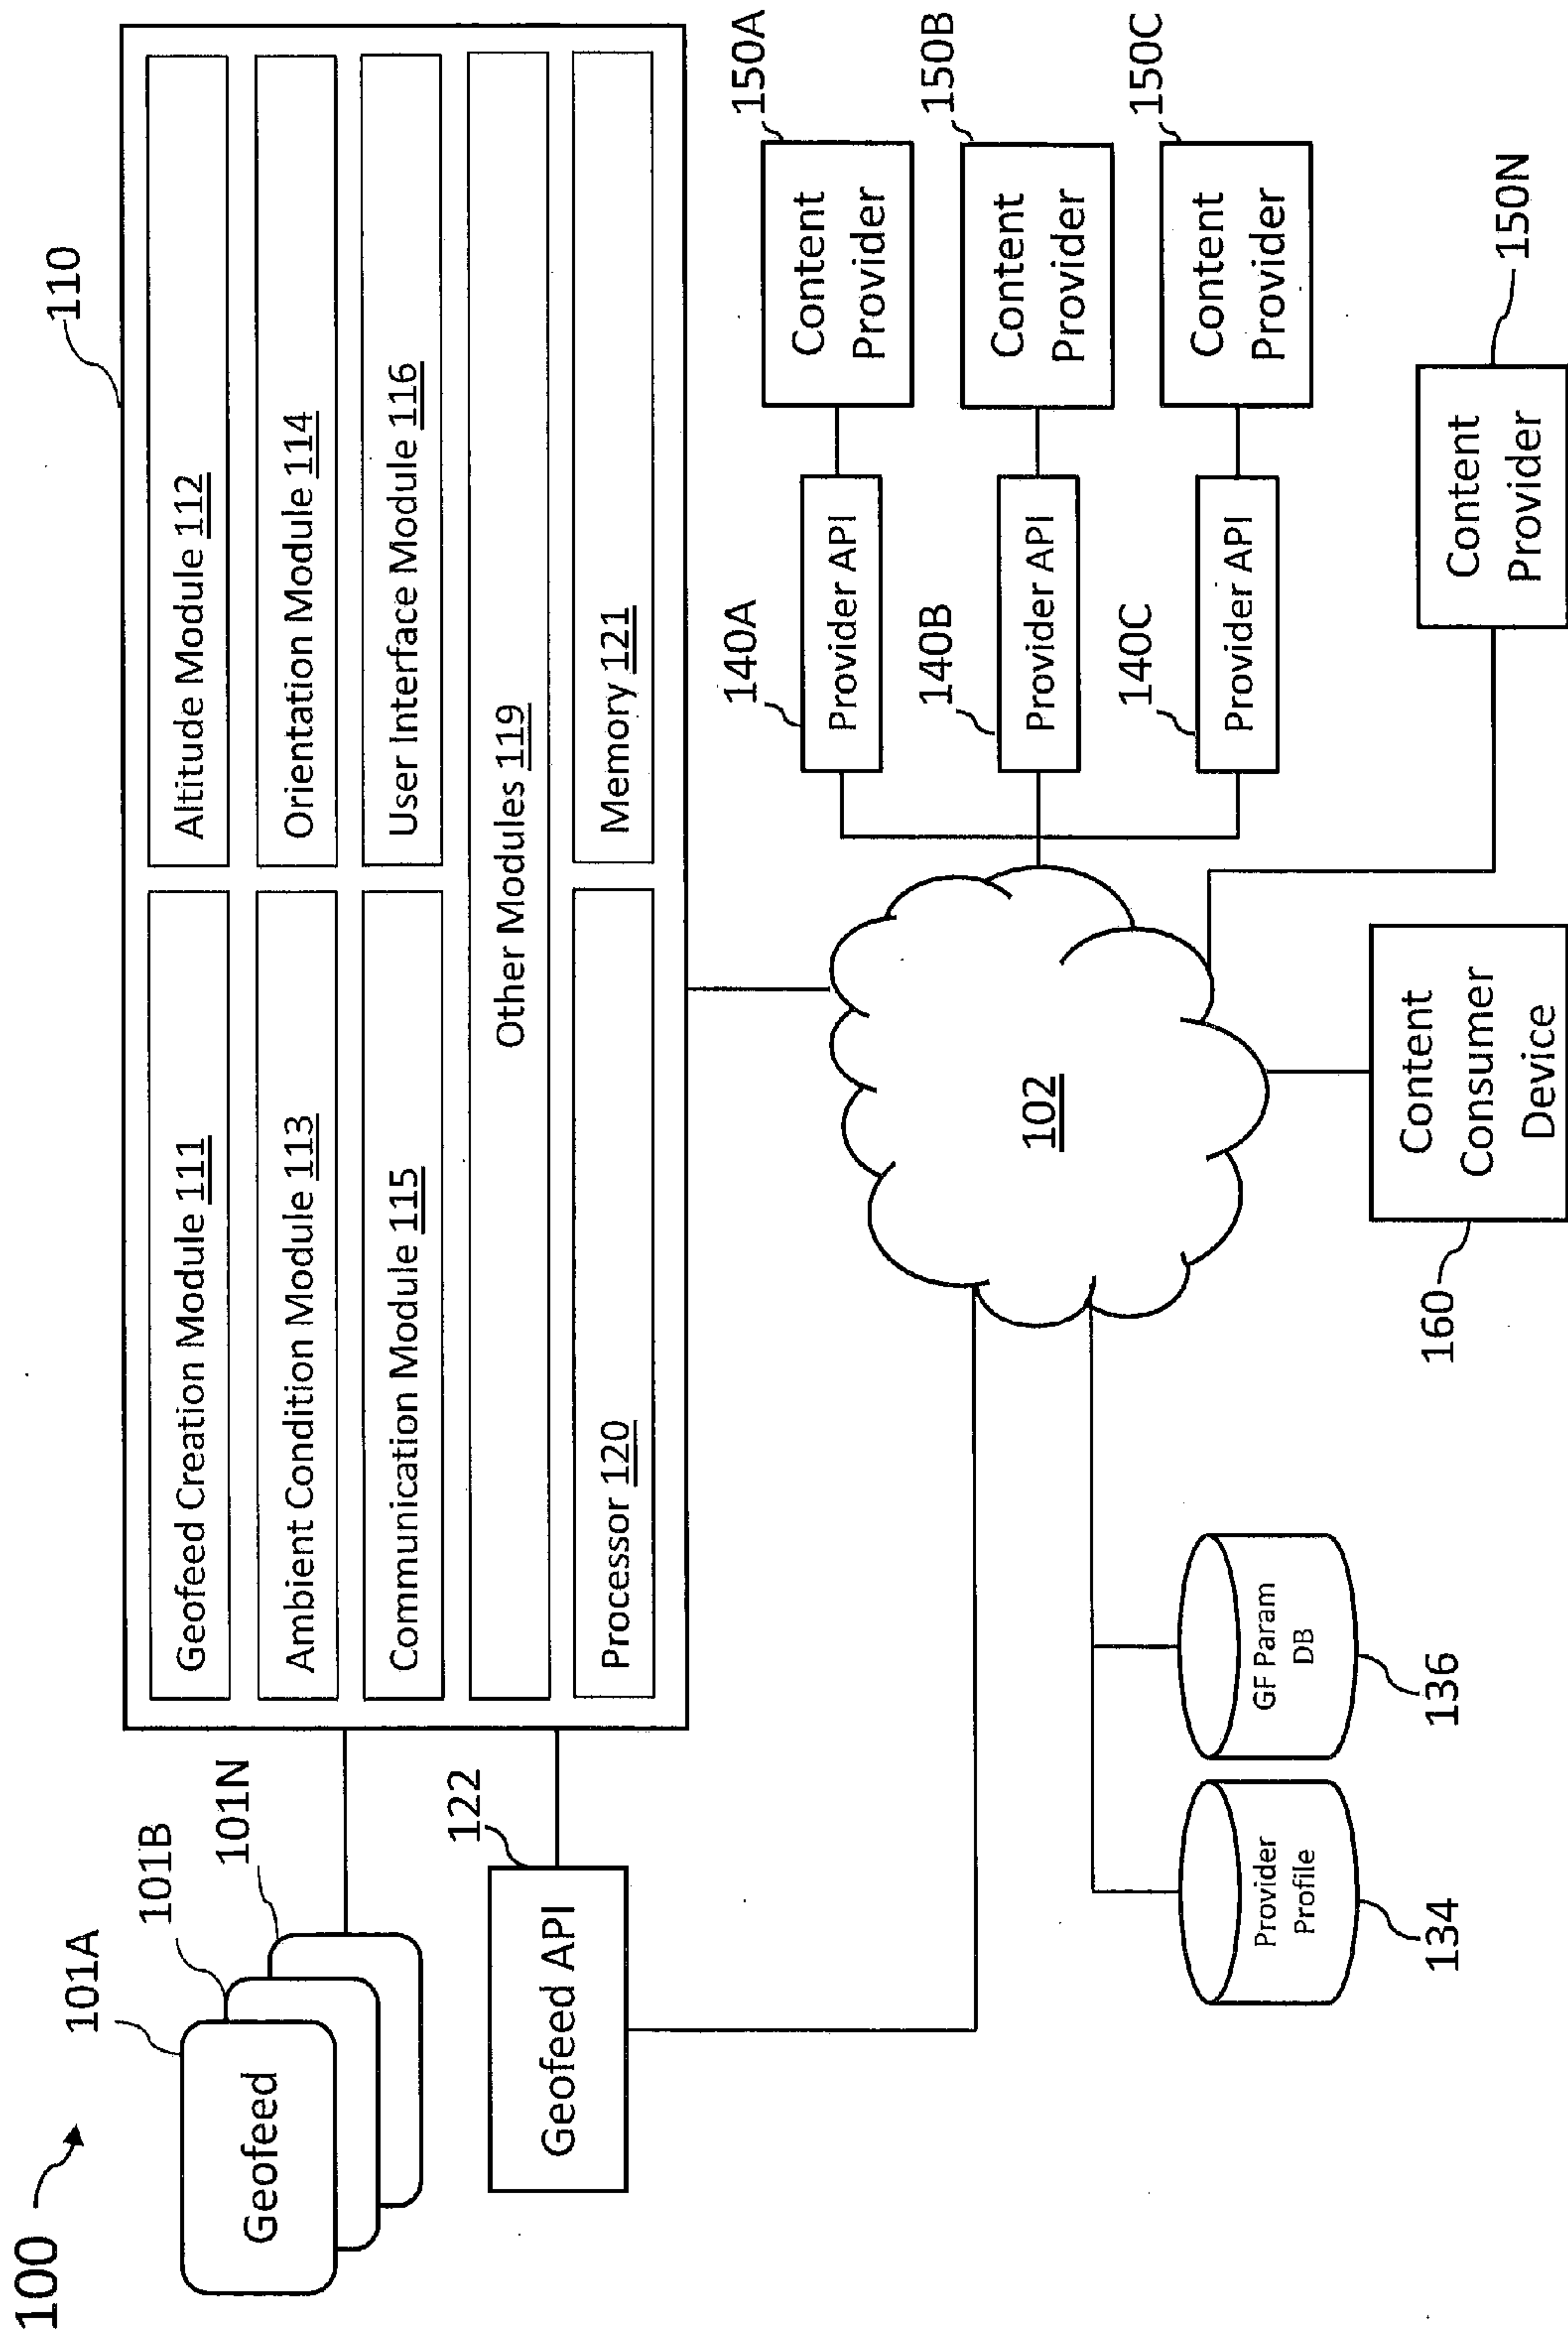 100
101A
101B
101N
Geofeed
122
Geofeed API
110
Geofeed Creation Module 111
Altitude Module 112
Ambient Condition Module 113
Orientation Module 114
Communication Module 115
User Interface Module 116
Other Modules 119
Processor 120
Memory 121
102
140A
Provider API
150A
Content
Provider
140B
Provider API
150B
Content
Provider
140C
Provider API
150C
Content
Provider
150N
Content
Provider
Provider
Profile
134
GF Param
DB
136
160
Content
Consumer
Device